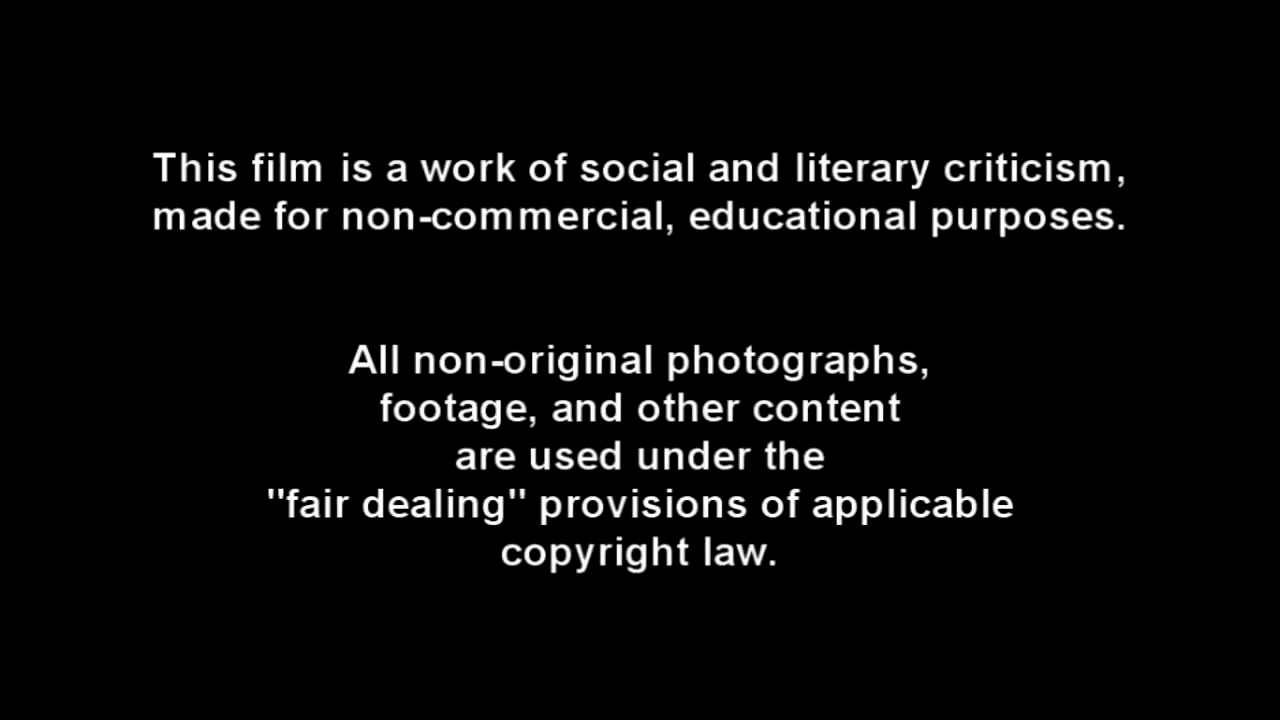 This film is a work of social and literary criticism,
made for non-commercial, educational purposes.
All non-original photographs,
footage, and other content
are used under the
"fair dealing" provisions of applicable
copyright law.